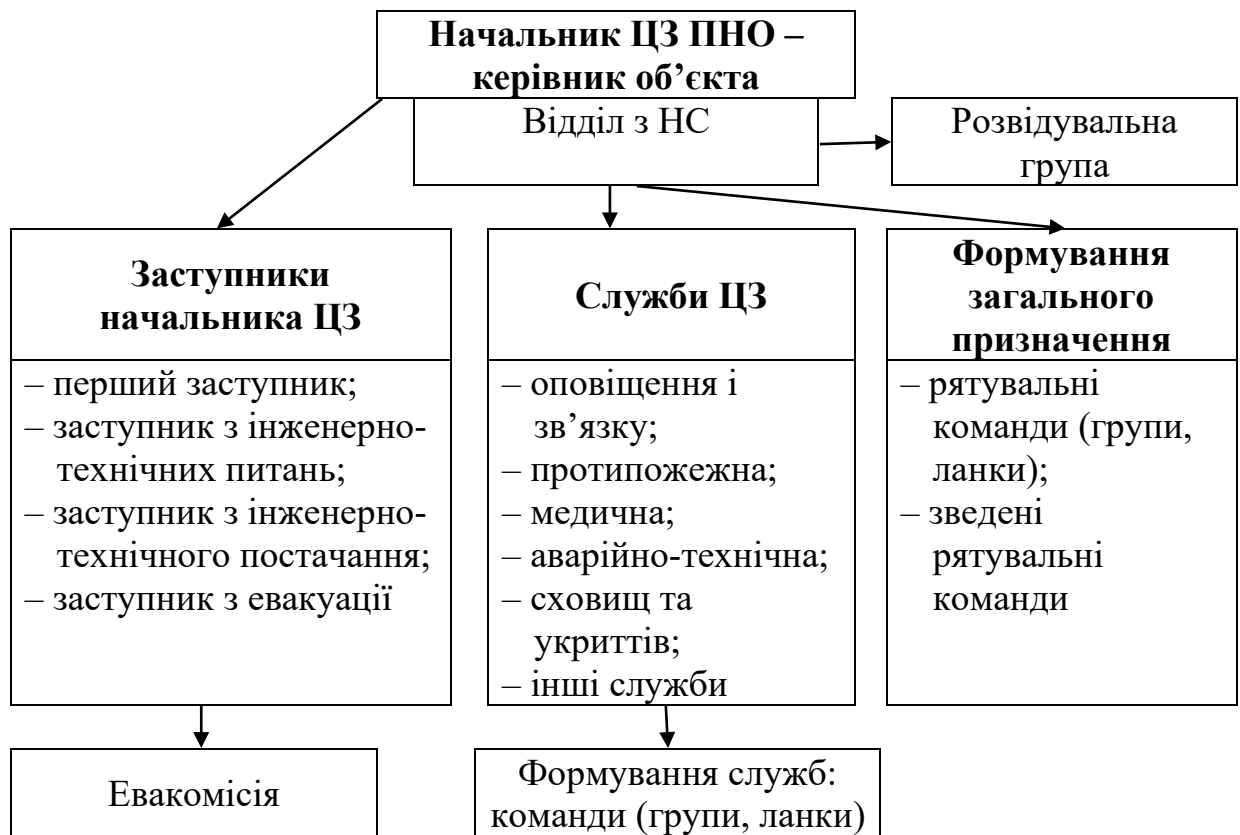 Начальник ЦЗ ПНО –
керівник об’єкта
Відділ з НС
Розвідувальна
група
Заступники
начальника ЦЗ
– перший заступник;
– заступник з інженерно-
технічних питань;
– заступник з інженерно-
технічного постачання;
– заступник з евакуації
Служби ЦЗ
– оповіщення і
зв’язку;
– протипожежна;
– медична;
– аварійно-технічна;
– сховищ та
укриттів;
– інші служби
Формування
загального
призначення
– рятувальні
команди (групи,
ланки);
– зведені
рятувальні
команди
Евакомісія
Формування служб:
команди (групи, ланки)